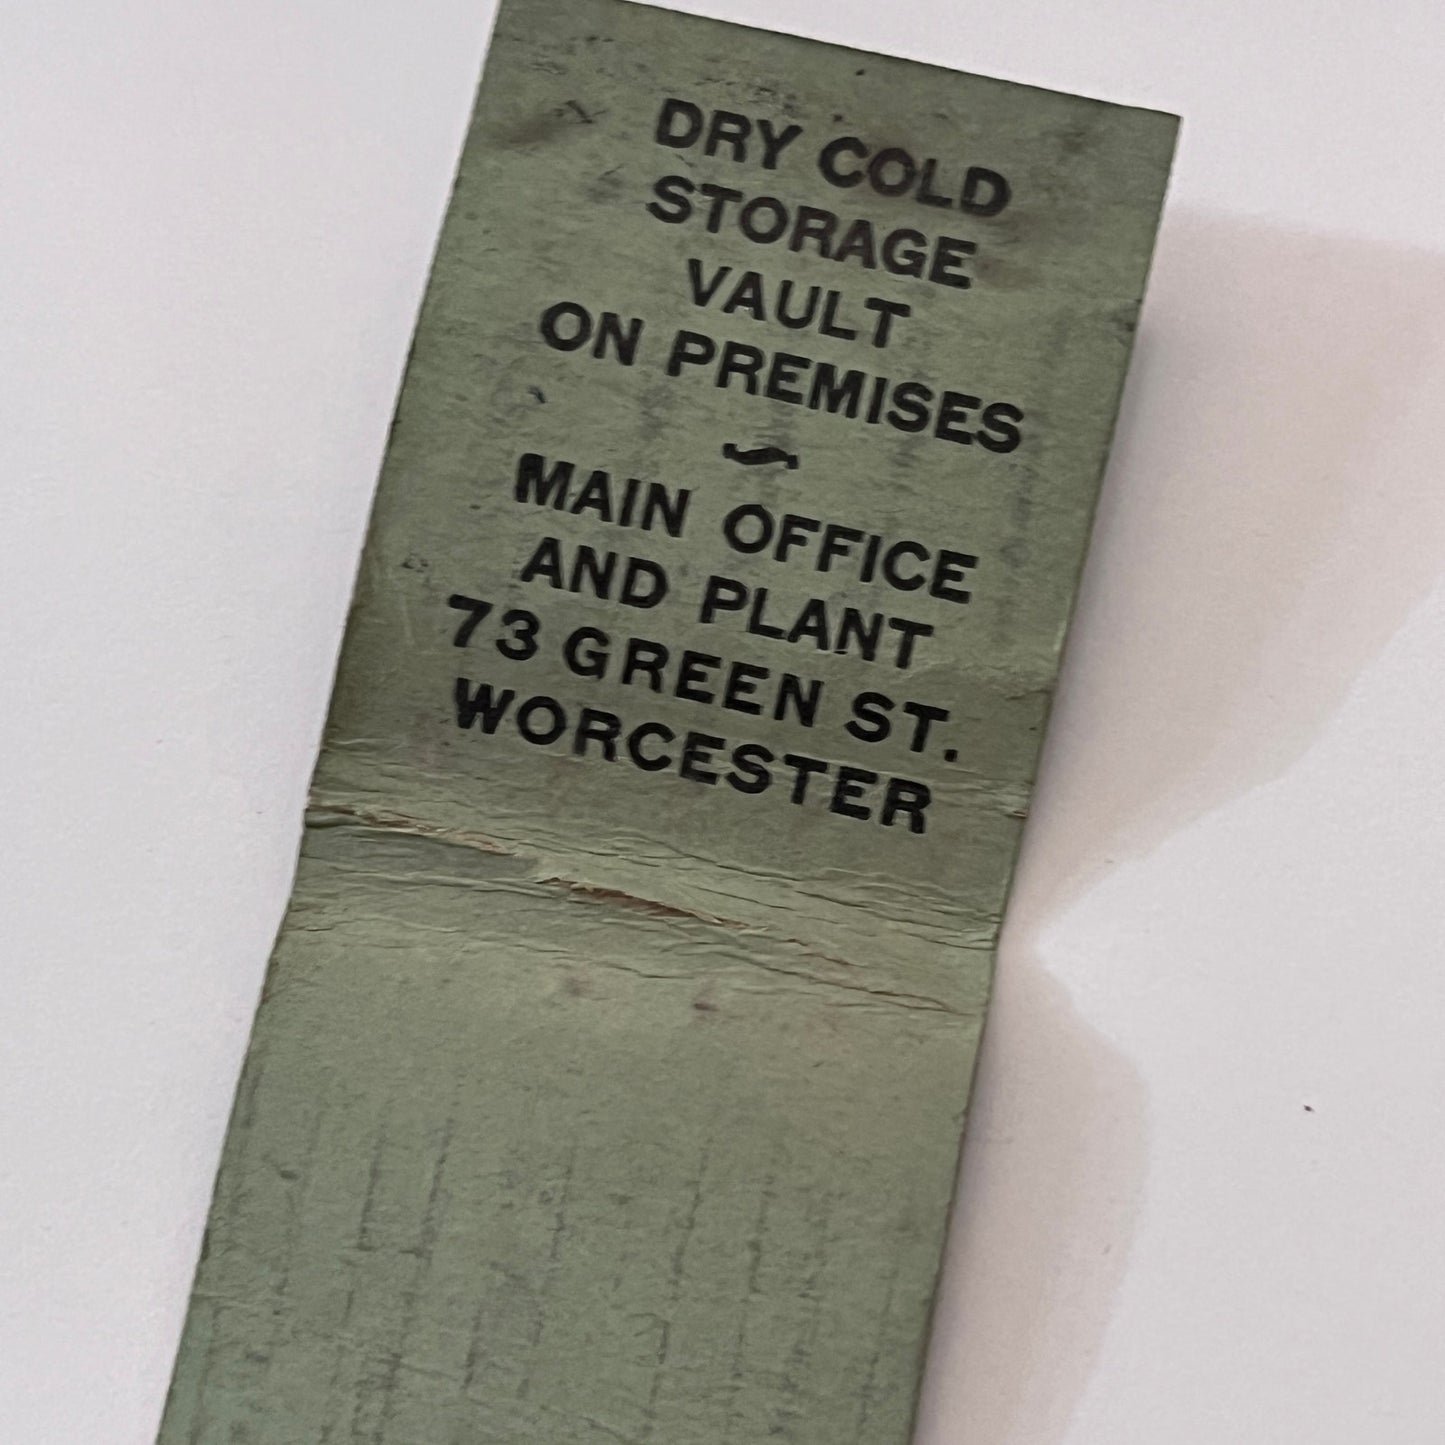 DRY COLD
STORAGE
VAULT
ON PREMISES
MAIN OFFICE
AND PLANT
73 GREEN ST.
WORCESTER